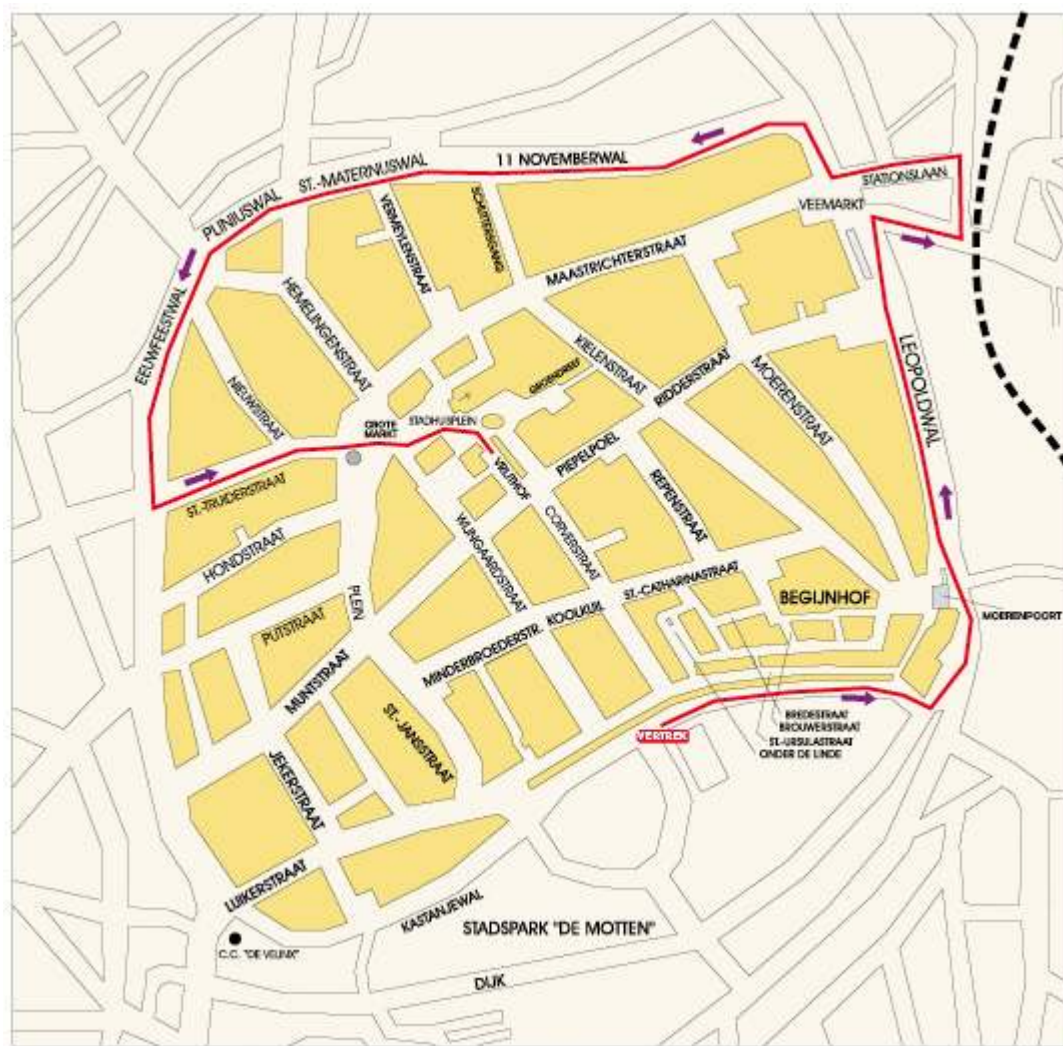 11 NOVEMBERWAL
ST.-MATERNUSWAL
STATIONSLAAN
PLINIUSWAL
VEEMARKT
VERMEYLENSTRAAT
SCHUTTERSGANG
MAASTRICHTERSTRAAT
HEMELINGENSTRAAT
EEUWFEESTWAL
KIELENSTRAAT
GROENDREEF
RIDDERSTRAAT
MOERENSTRAAT
LEOPOLDWAL
NIEUWSTRAAT
GROTE
MARKT
STADHUISPLEIN
PIEPELPOEL
VRIJTHOF
ST.-TRUIDERSTRAAT
REPENSTRAAT
CORVERSTRAAT
WIJNGAARDSTRAAT
HONDSTRAAT
ST.-CATHARINASTRAAT
BEGIJNHOF
PLEIN
MOERENPOORT
PUTSTRAAT
MINDERBROEDERSTR.
KOOLKUIL
MUNTSTRAAT
ST.-JANSSTRAAT
BREDESTRAAT
BROUWERSTRAAT
ST.-URSULASTRAAT
ONDER DE LINDE
VERTREK
JEKERSTRAAT
LUIKERSTRAAT
KASTANJEWAL
STADSPARK "DE MOTTEN"
C.C. "DE VELINX"
DIJK